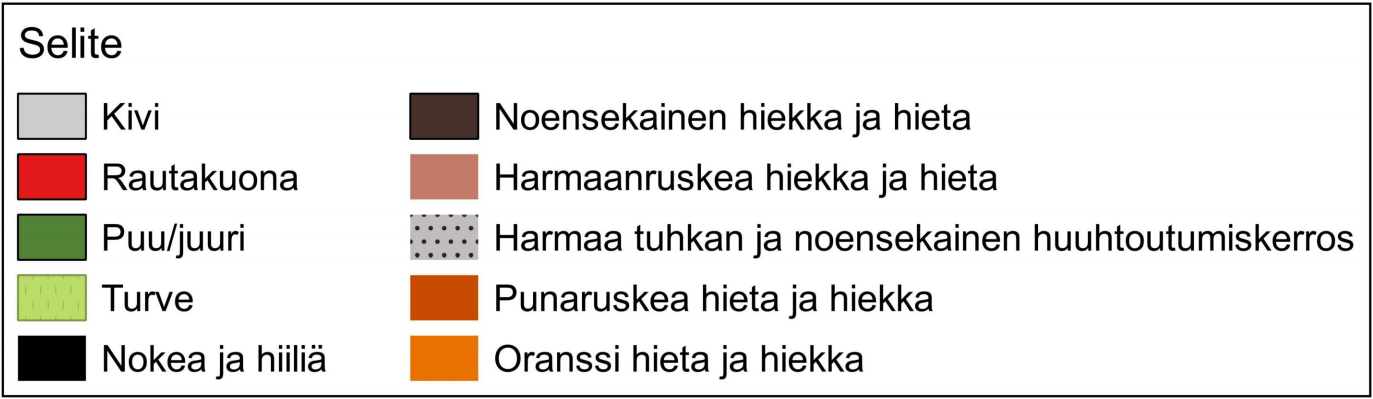 Selite
Kivi
Rautakuona
Puu/juuri
Turve
Nokea ja hiiliä
Noensekainen hiekka ja hieta
Harmaanruskea hiekka ja hieta
Harmaa tuhkan ja noensekainen huuhtoutumiskerros
Punaruskea hieta ja hiekka
Oranssi hieta ja hiekka